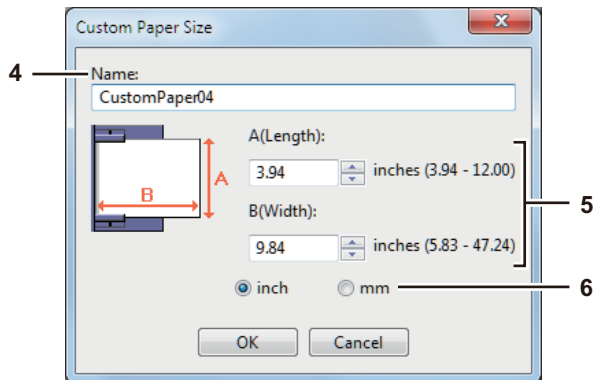 Custom Paper Size
4
Name:
CustomPaper04
A(Length):
3.94 inches (3.94 - 12.00)
A
B
5
B(Width):
9.84 inches (5.83 - 47.24)
inch mm
6
OK Cancel